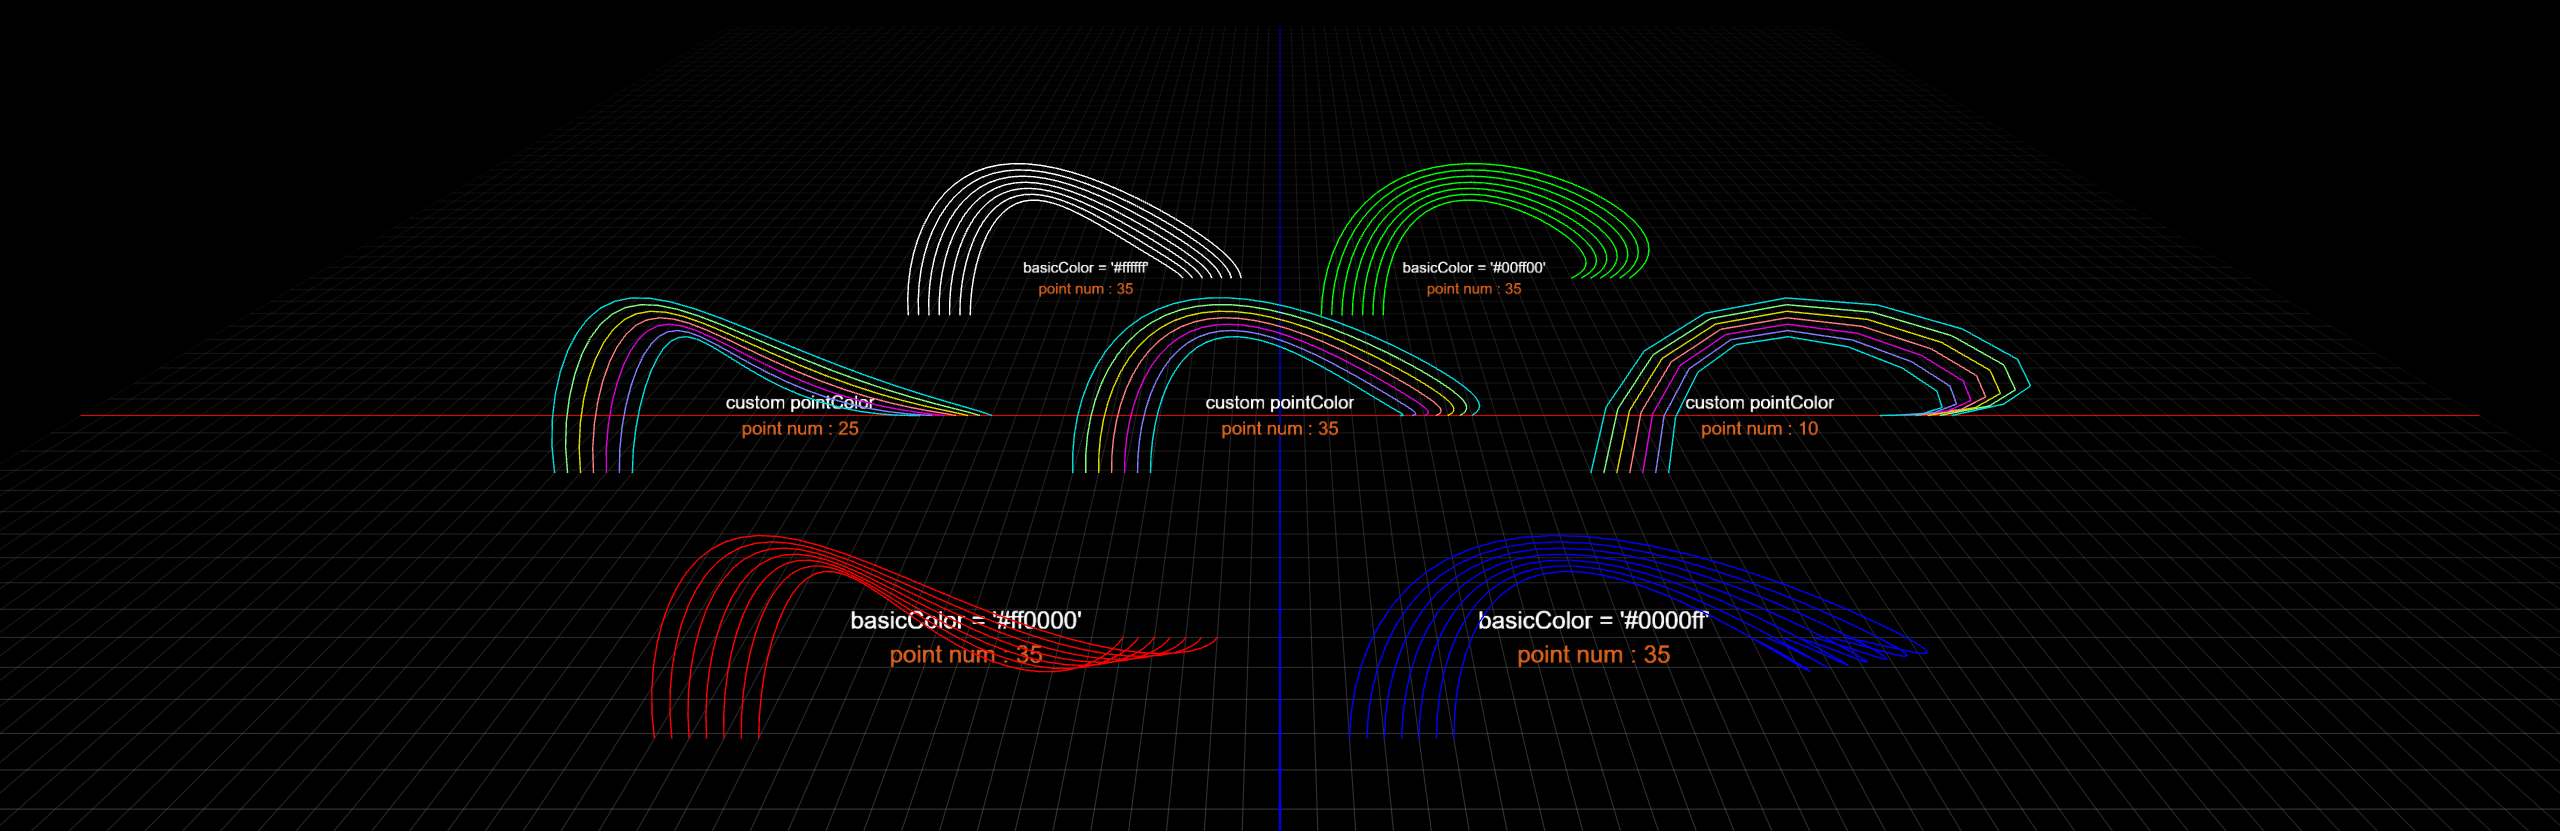 basicColor = '#ffffff'
point num : 35
basicColor = '#00ff00'
point num : 35
custom pointColor
point num : 25
custom pointColor
point num : 35
custom pointColor
point num : 10
basicColor = '#ff0000'
point num : 35
basicColor = '#0000ff'
point num : 35